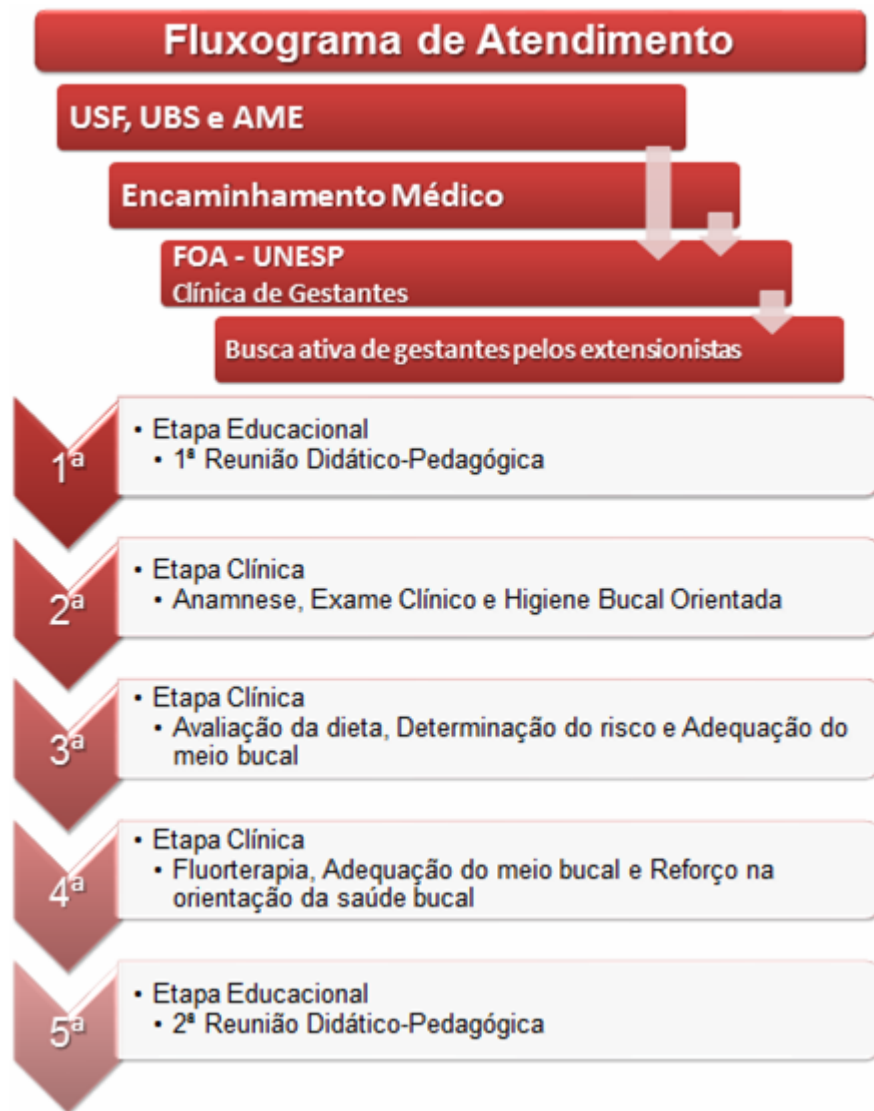 Fluxograma de Atendimento
USF, UBS e AME
Encaminhamento Médico
FOA - UNESP
Clínica de Gestantes
Busca ativa de gestantes pelos extensionistas
1ª
• Etapa Educacional
• 1ª Reunião Didático-Pedagógica
2ª
• Etapa Clínica
• Anamnese, Exame Clínico e Higiene Bucal Orientada
3ª
• Etapa Clínica
• Avaliação da dieta, Determinação do risco e Adequação do
meio bucal
4ª
• Etapa Clínica
• Fluorterapia, Adequação do meio bucal e Reforço na
orientação da saúde bucal
5ª
• Etapa Educacional
• 2ª Reunião Didático-Pedagógica